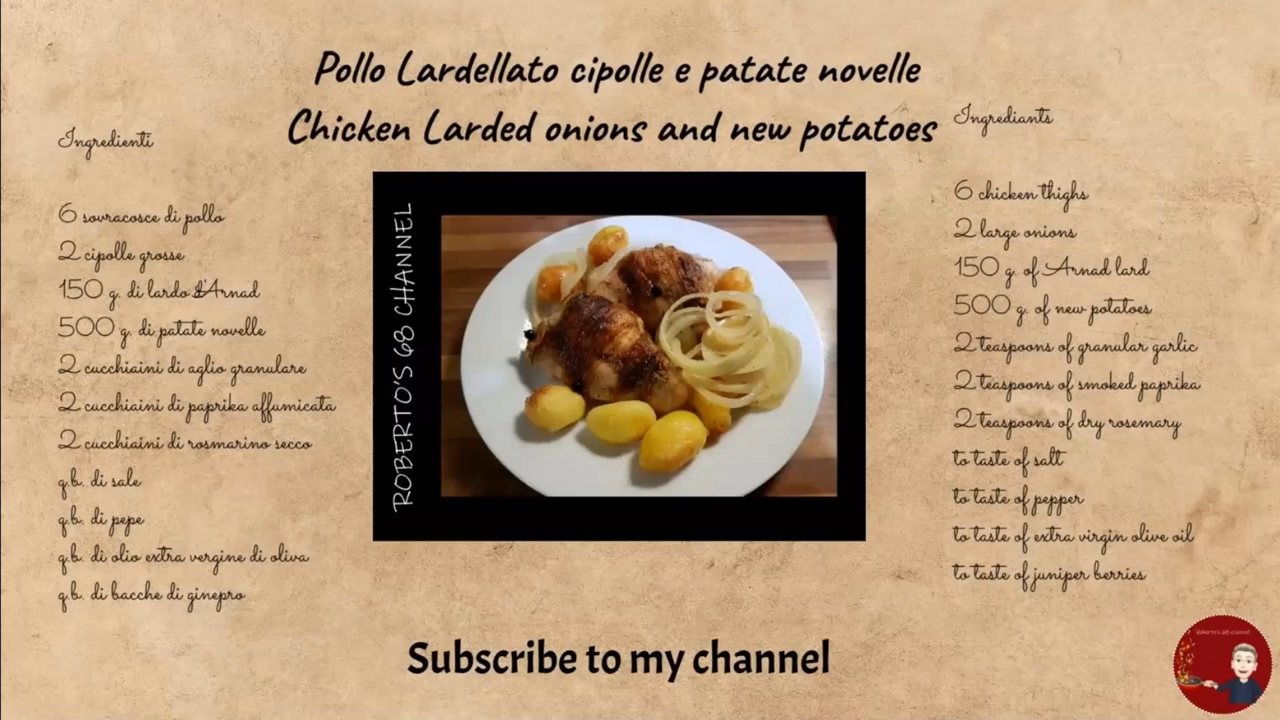 Pollo Lardellato cipolle e patate novelle
Chicken Larded onions and new potatoes
Ingredienti
6 sovracosce di pollo
2 cipolle grosse
150 g. di lardo d'Arnad
500 g. di patate novelle
2 cucchiaini di aglio granulare
2 cucchiaini di paprika affumicata
2 cucchiaini di rosmarino secco
q.b. di sale
q.b. di pepe
q.b. di olio extra vergine di oliva
q.b. di bacche di ginepro
ROBERTO'S 68 CHANNEL
Ingrediants
6 chicken thighs
2 large onions
150 g. of Arnad lard
500 g. of new potatoes
2 teaspoons of granular garlic
2 teaspoons of smoked paprika
2 teaspoons of dry rosemary
to taste of salt
to taste of pepper
to taste of extra virgin olive oil
to taste of juniper berries
Subscribe to my channel
Roberto's 68 channel